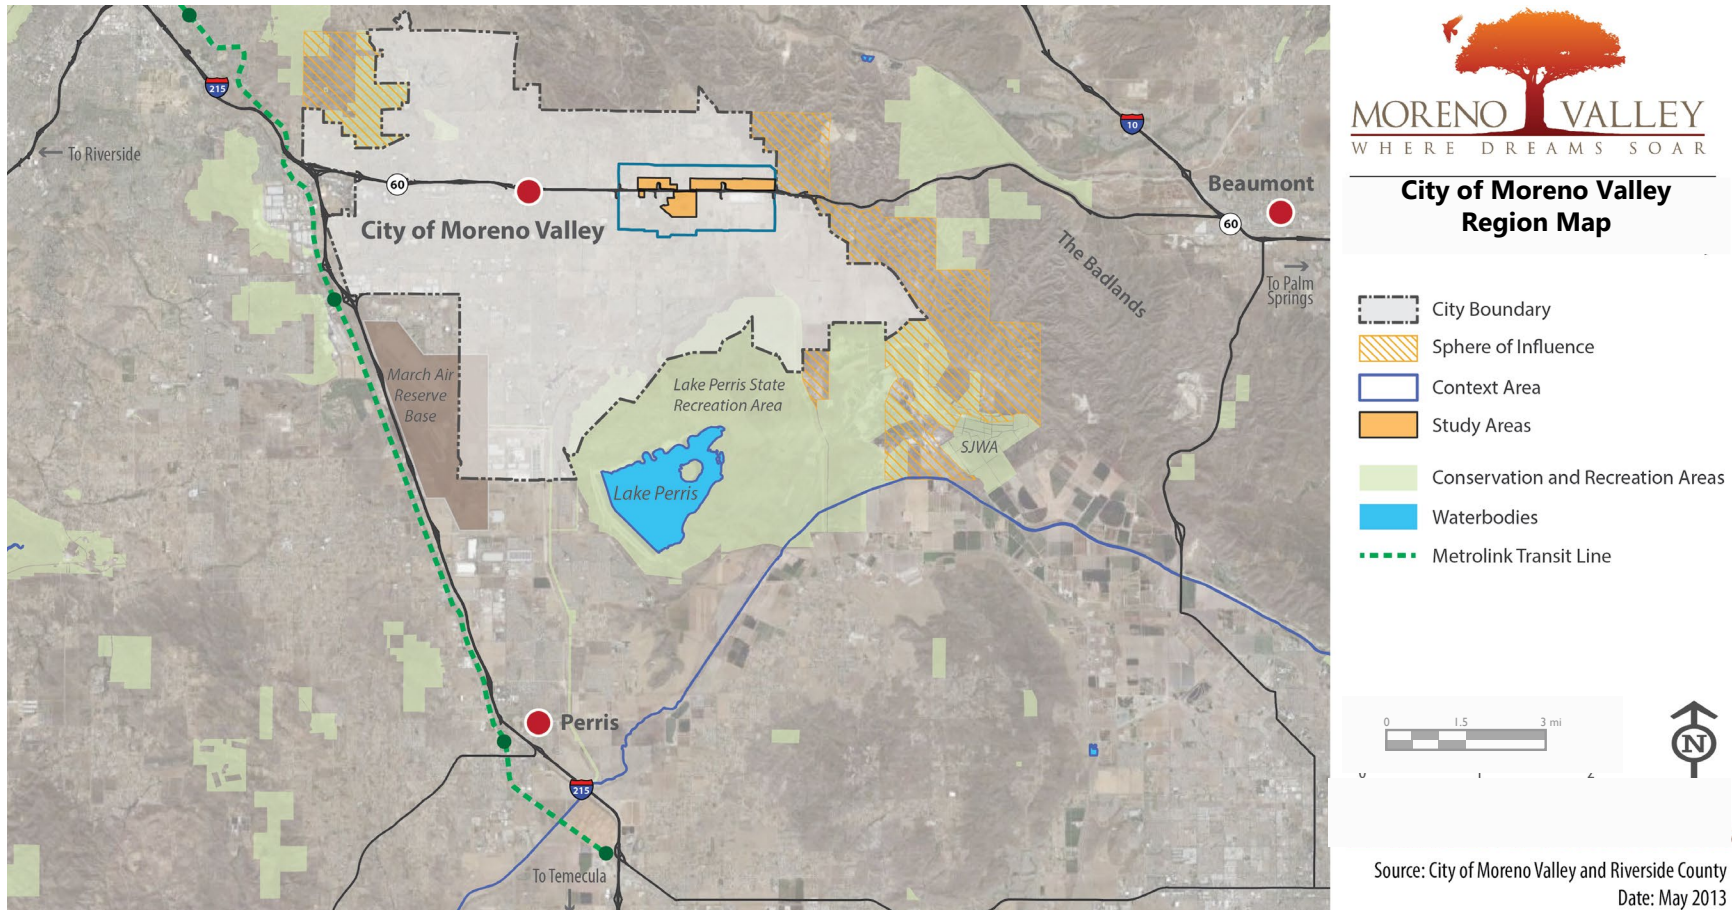 215
To Riverside
60
City of Moreno Valley
10
Beaumont
60
To Palm
Springs
The Badlands
March Air
Reserve
Base
Lake Perris State
Recreation Area
SJWA
Lake Perris
Perris
215
To Temecula
MORENO VALLEY
WHERE DREAMS SOAR
City of Moreno Valley
Region Map
City Boundary
Sphere of Influence
Context Area
Study Areas
Conservation and Recreation Areas
Waterbodies
Metrolink Transit Line
0 1.5 3 mi
N
Source: City of Moreno Valley and Riverside County
Date: May 2013